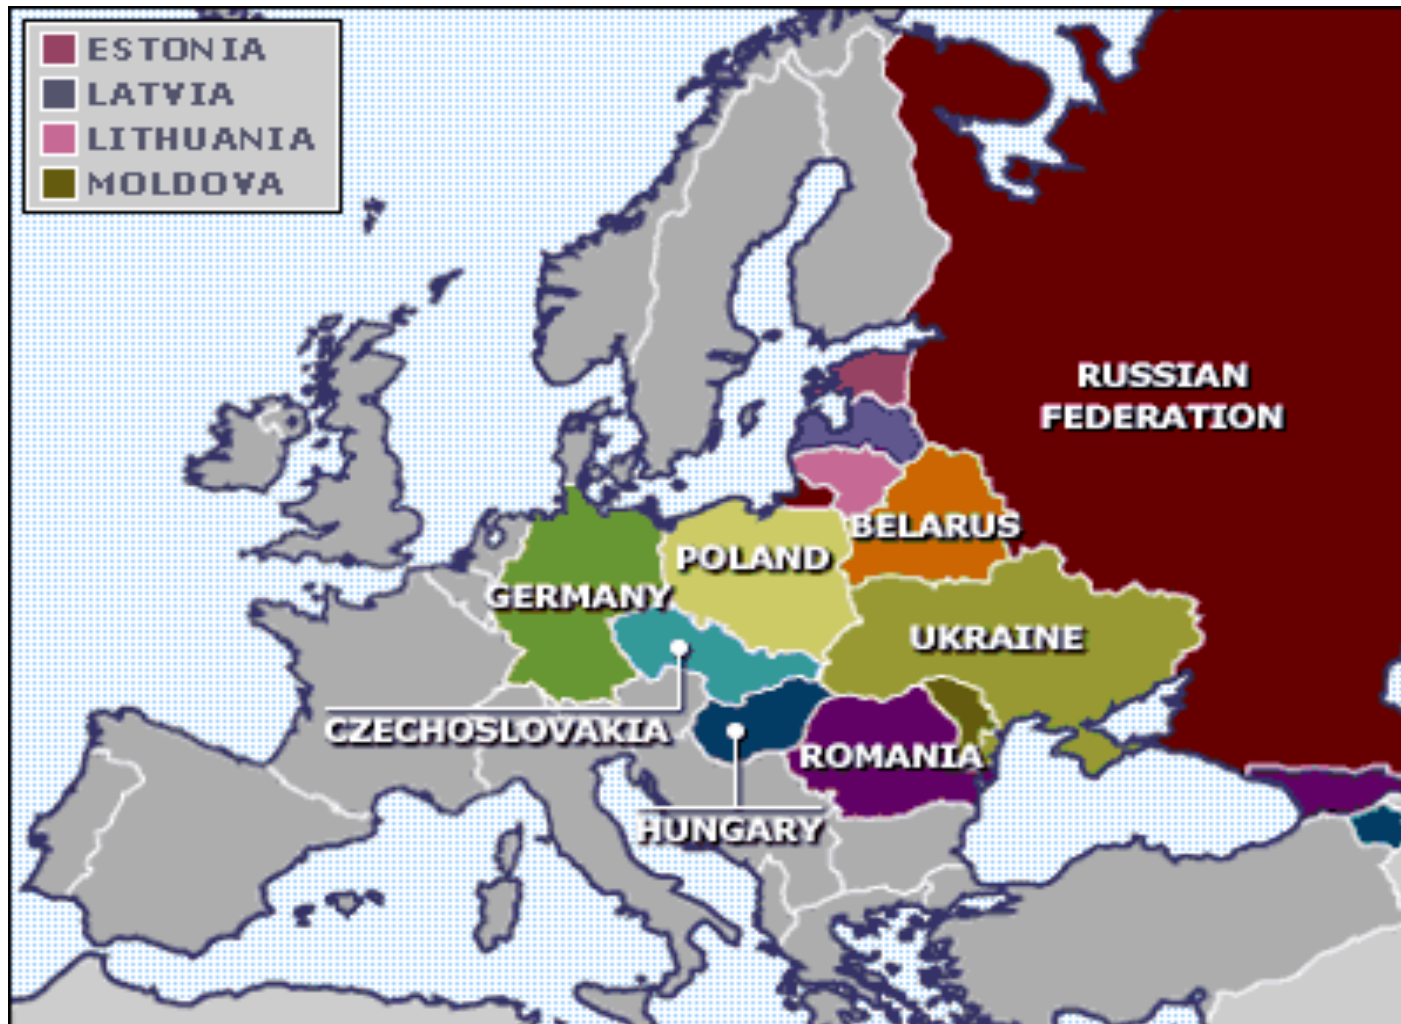 ESTONIA
LATVIA
LITHUANIA
MOLDOVA
RUSSIAN
FEDERATION
BELARUS
POLAND
GERMANY
UKRAINE
CZECHOSLOVAKIA
ROMANIA
HUNGARY